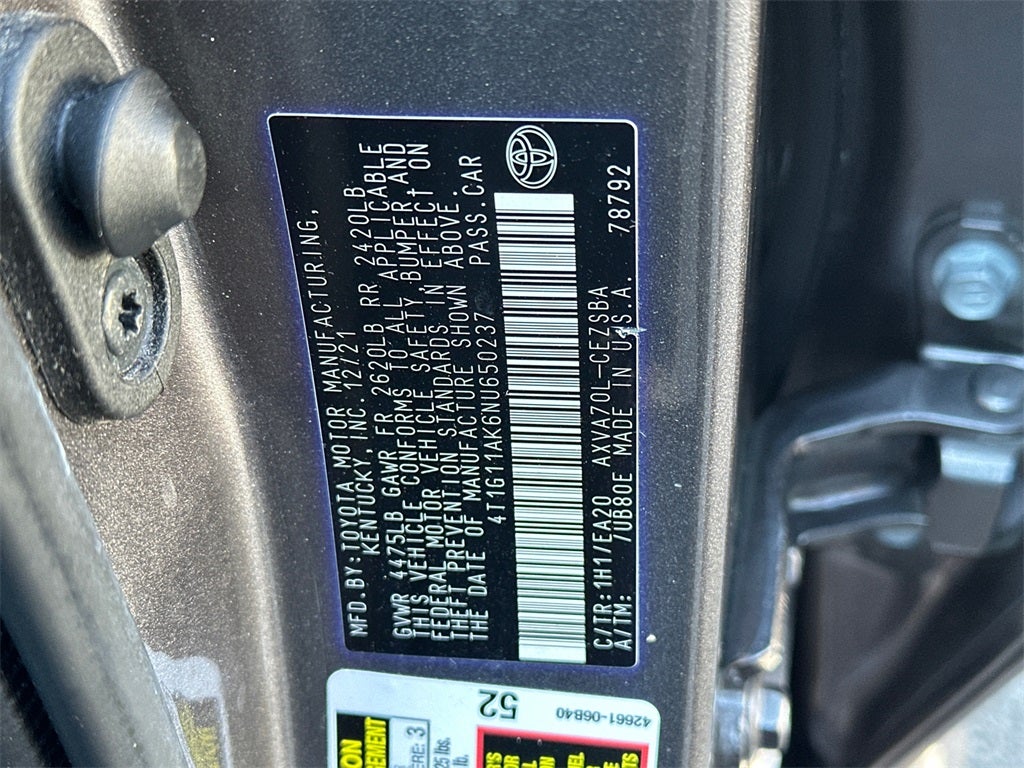 MFD.BY:TOYOTA MOTOR MANUFACTURING,
KENTUCKY, INC. 12/21
GVWR 4475LB GAWR FR 2620LB RR 2420LB
THIS VEHICLE CONFORMS TO ALL APPLICABLE
FEDERAL MOTOR VEHICLE SAFETY, BUMPER AND
THEFT PREVENTION STANDARDS IN EFFECT ON
THE DATE OF MANUFACTURE SHOWN ABOVE.
4T1G11AK6NU650237 PASS.CAR
C/TR:1H1/EA20 AXVA70L-CEZSBA 78792
A/TM: /UB80E MADE IN U.S.A.
52
42661-06B40
3